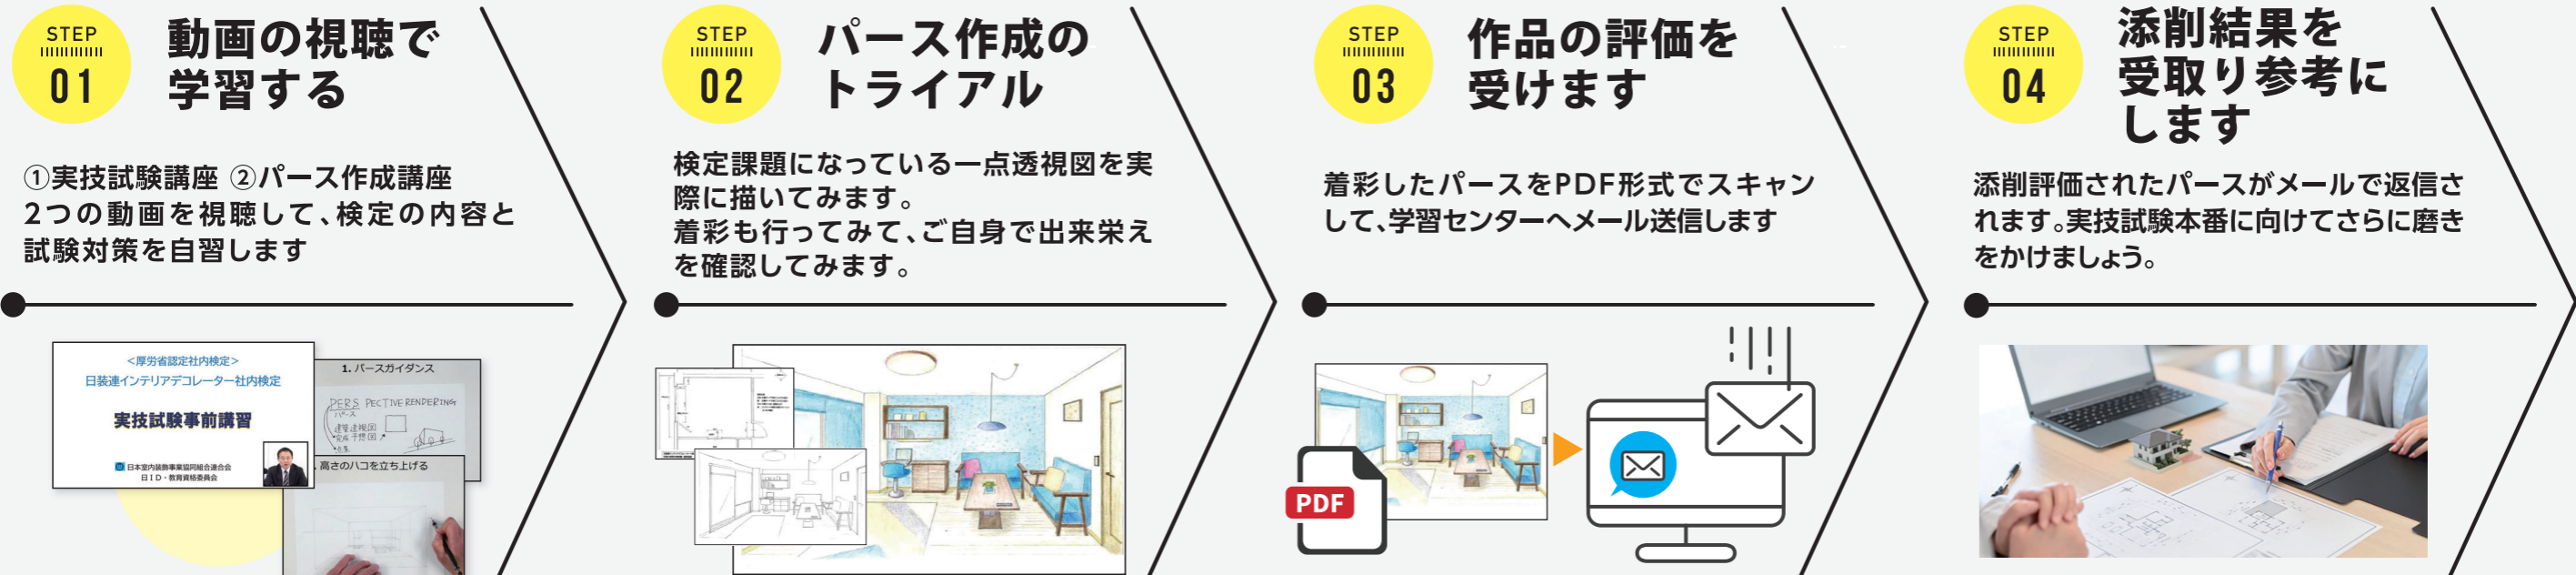 STEP
01
動画の視聴で
学習する
①実技試験講座 ②パース作成講座
2つの動画を視聴して、検定の内容と
試験対策を自習します
<厚労省認定社内検定>
日装連インテリアデコレーター社内検定
実技試験事前講習
日本室内装飾事業協同組合連合会
日ID・教育資格委員会
1. パースガイダンス
PERSPECTIVE RENDERING
パース
建築透視図
完成予想図
高さのハコを立ち上げる
STEP
02
パース作成の
トライアル
検定課題になっている一点透視図を実
際に描いてみます。
着彩も行ってみて、ご自身で出来栄え
を確認してみます。
STEP
03
作品の評価を
受けます
着彩したパースをPDF形式でスキャン
して、学習センターへメール送信します
PDF
STEP
04
添削結果を
受取り参考に
します
添削評価されたパースがメールで返信さ
れます。実技試験本番に向けてさらに磨き
をかけましょう。